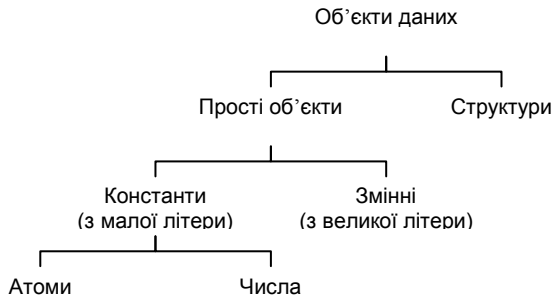 Об’єкти даних
Прості об’єкти Структури
Константи Змінні
(з малої літери) (з великої літери)
Атоми Числа